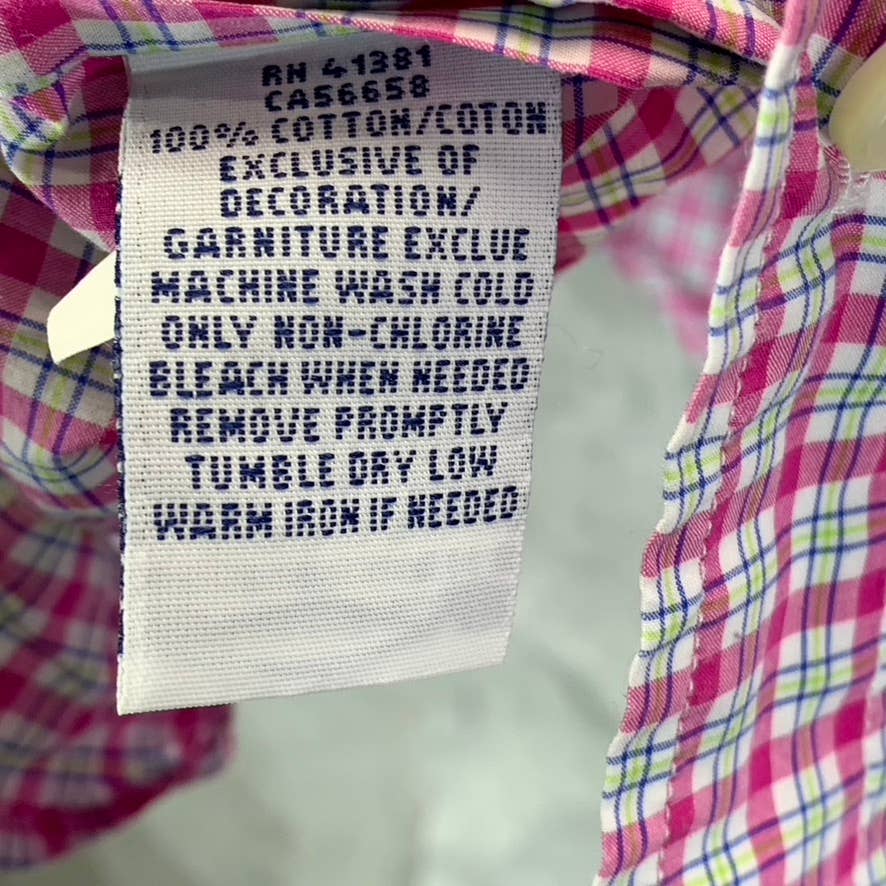 RN 41381
CA56658
100% COTTON/COTON
EXCLUSIVE OF
DECORATION/
GARNITURE EXCLUE
MACHINE WASH COLD
ONLY NON-CHLORINE
BLEACH WHEN NEEDED
REMOVE PROMPTLY
TUMBLE DRY LOW
WARM IRON IF NEEDED